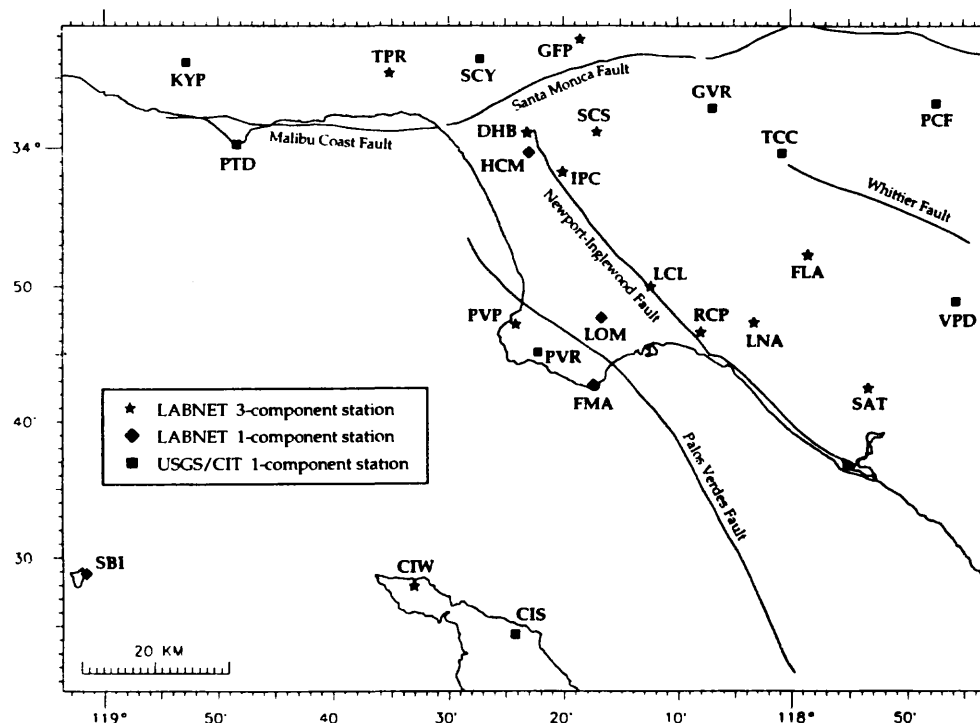 TPR
GFP
KYP
SCY
Santa Monica Fault
GVR
PCF
SCS
DHB
Malibu Coast Fault
34°
PTD
HCM
TCC
IPC
Whittier Fault
Newport-Inglewood Fault
LCL
FLA
50'
PVP
LOM
RCP
LNA
VPD
PVR
FMA
SAT
40'
LABNET 3-component station
LABNET 1-component station
USGS/CIT 1-component station
Palos Verdes Fault
30'
SBI
CIW
CIS
20 KM
119°
50'
40'
30'
20'
10'
118°
50'